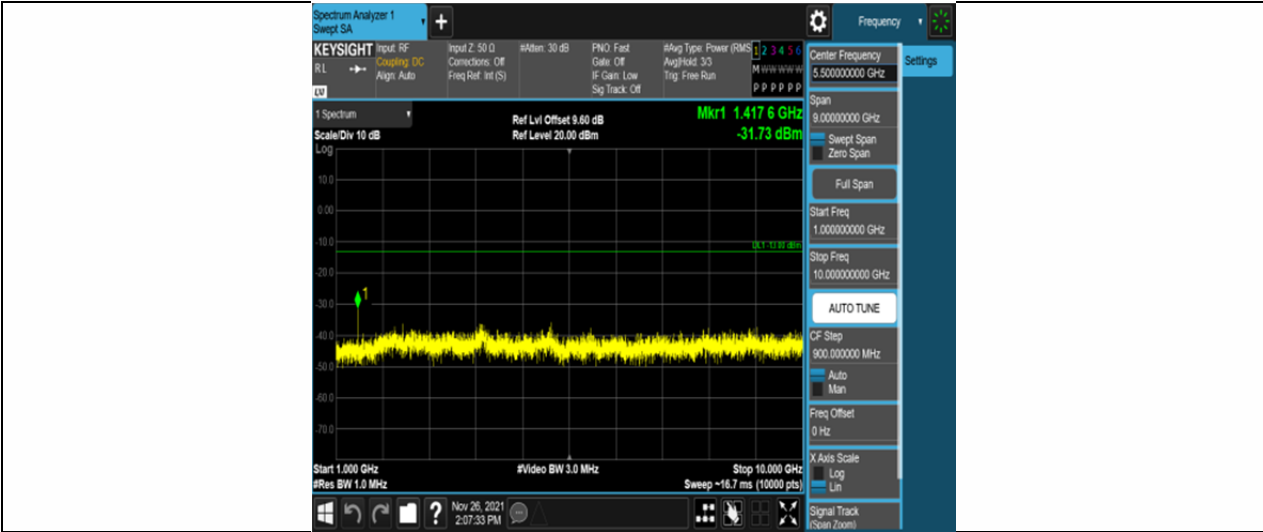 Spectrum Analyzer 1
Swept SA
+
Frequency
KEYSIGHT
RL
LV
Input: RF
Coupling: DC
Align: Auto
Input Z: 50 Ω
Corrections: Off
Freq Ref: Int (S)
#Atten: 30 dB
PNO: Fast
Gate: Off
IF Gain: Low
Sig Track: Off
#Avg Type: Power (RMS
Avg|Hold: 3/3
Trig: Free Run
1 2 3 4 5 6
M W W W W W
P P P P P P
1 Spectrum
Scale/Div 10 dB
Log
Ref Lvl Offset 9.60 dB
Ref Level 20.00 dBm
Mkr1 1.417 6 GHz
-31.73 dBm
10.0
0.00
-10.0
DL1 -13.00 dBm
-20.0
-30.0
1
-40.0
-50.0
-60.0
-70.0
Start 1.000 GHz
#Res BW 1.0 MHz
#Video BW 3.0 MHz
Stop 10.000 GHz
Sweep ~16.7 ms (10000 pts)
?
Nov 26, 2021
2:07:33 PM
Center Frequency
5.500000000 GHz
Span
9.00000000 GHz
Swept Span
Zero Span
Full Span
Start Freq
1.000000000 GHz
Stop Freq
10.000000000 GHz
AUTO TUNE
CF Step
900.000000 MHz
Auto
Man
Freq Offset
0 Hz
X Axis Scale
Log
Lin
Signal Track
(Span Zoom)
Settings